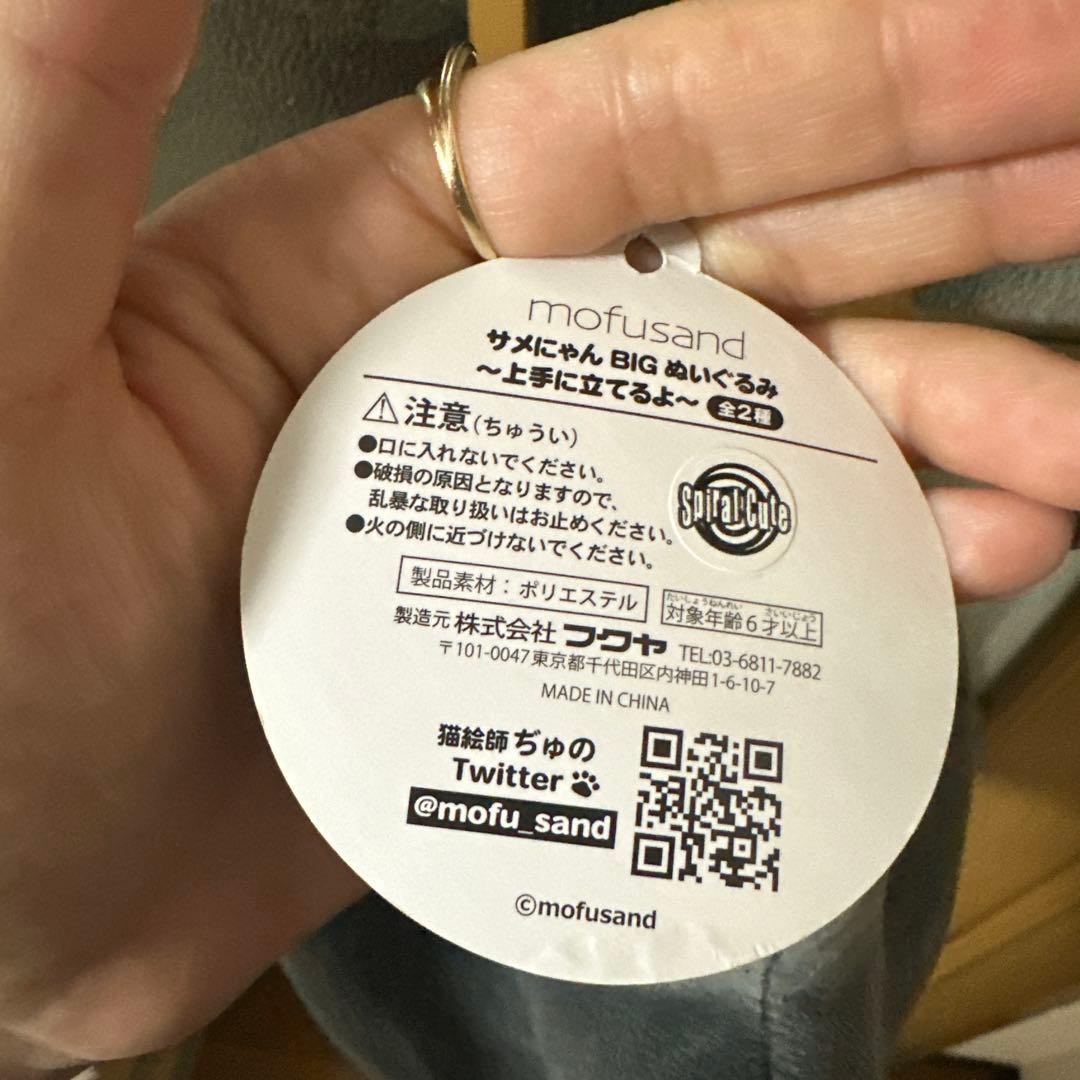 mofusand
サメにゃん BIG ぬいぐるみ
～上手に立てるよ～ 全2種
⚠注意(ちゅうい)
●口に入れないでください。
●破損の原因となりますので、
乱暴な取り扱いはお止めください。
●火の側に近づけないでください。
Spiral Cute
製品素材：ポリエステル
たいしょうねんれい さいいじょう
対象年齢6才以上
製造元 株式会社 フクヤ TEL:03-6811-7882
〒101-0047 東京都千代田区内神田1-6-10-7
MADE IN CHINA
猫絵師 ぢゅの
Twitter
@mofu_sand
©mofusand